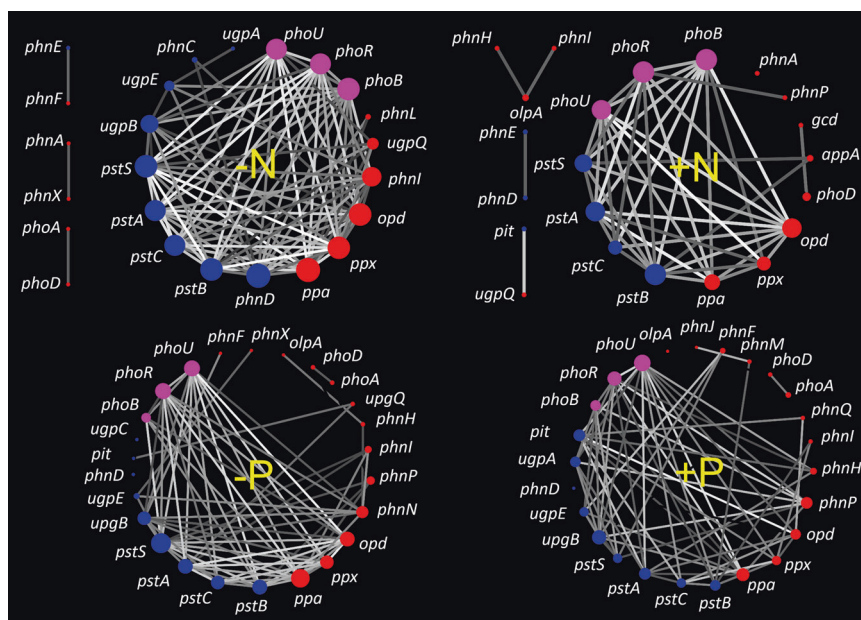 phnE
phnF
phnA
phnX
phoA
phoD
-N
ugpA
phnC
ugpE
ugpB
pstS
pstA
pstC
pstB
phnD
ppa
ppx
opd
phnI
ugpQ
phnL
phoB
phoR
phoU
phnH
phnI
olpA
phnE
phnD
pit
ugpQ
+N
phoB
phoR
phoU
pstS
pstA
pstC
pstB
ppa
ppx
opd
phoD
appA
gcd
phnP
phnA
-P
phoU
phoR
phoB
ugpC
pit
phnD
ugpE
upgB
pstS
pstA
pstC
pstB
ppa
ppx
opd
phnN
phnP
phnI
phnH
upgQ
phoA
phoD
olpA
phnX
phnF
+P
phoU
phoR
phoB
pit
ugpA
phnD
ugpE
upgB
pstS
pstA
pstC
pstB
ppa
ppx
opd
phnP
phnH
phnI
phnQ
phoA
phoD
phnM
phnF
phnJ
olpA